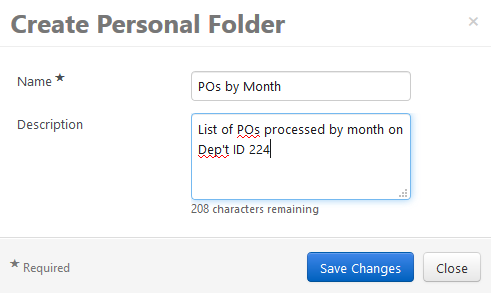 Create Personal Folder
×
Name ★ POs by Month
Description List of POs processed by month on
Dep't ID 224
208 characters remaining
★ Required Save Changes Close